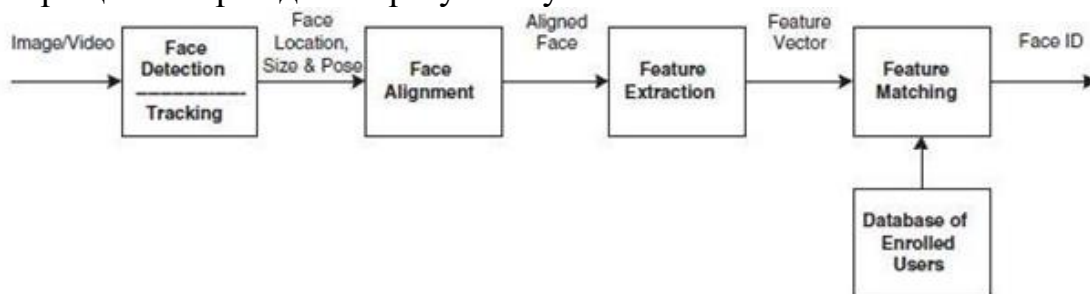 Image/Video
Face
Detection
Tracking
Face
Location,
Size & Pose
Face
Alignment
Aligned
Face
Feature
Extraction
Feature
Vector
Feature
Matching
Face ID
Database of
Enrolled
Users